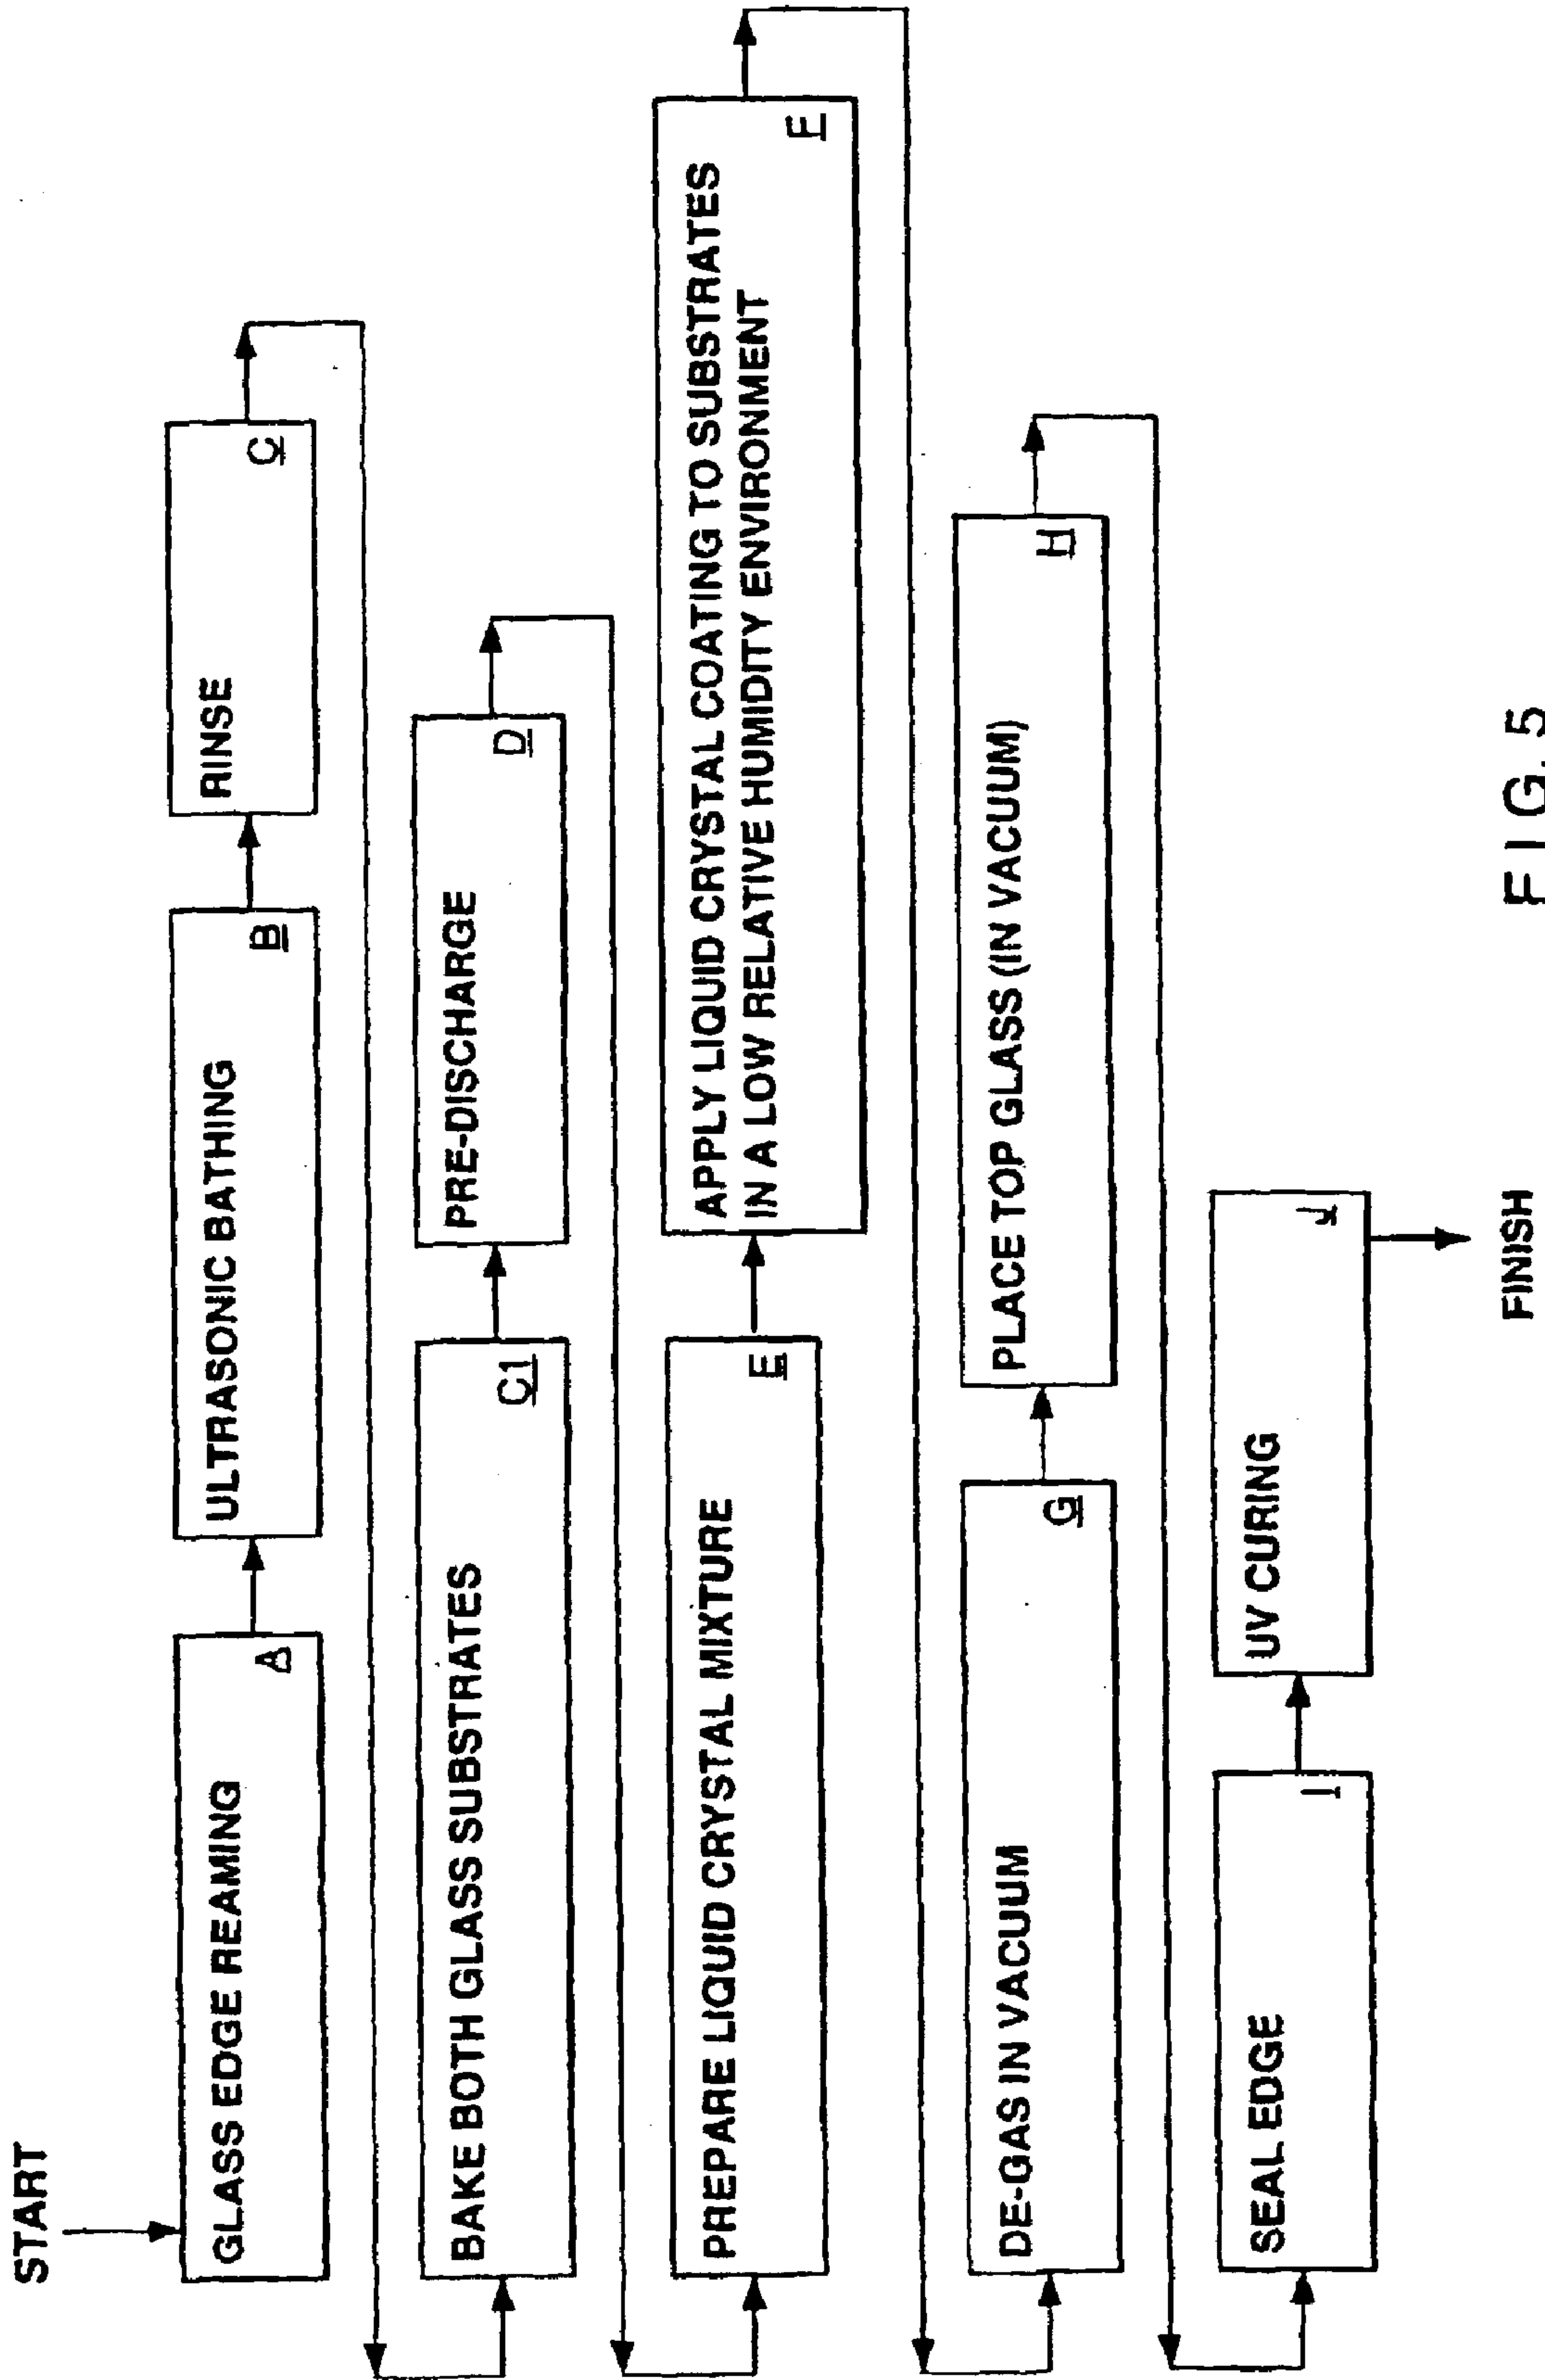 START
GLASS EDGE REAMING
A
ULTRASONIC BATHING
B
RINSE
C
BAKE BOTH GLASS SUBSTRATES
C1
PRE-DISCHARGE
D
PREPARE LIQUID CRYSTAL MIXTURE
E
APPLY LIQUID CRYSTAL COATING TO SUBSTRATES
IN A LOW RELATIVE HUMIDITY ENVIRONMENT
F
DE-GAS IN VACUUM
G
PLACE TOP GLASS (IN VACUUM)
H
SEAL EDGE
I
UV CURING
J
FINISH
FIG. 5